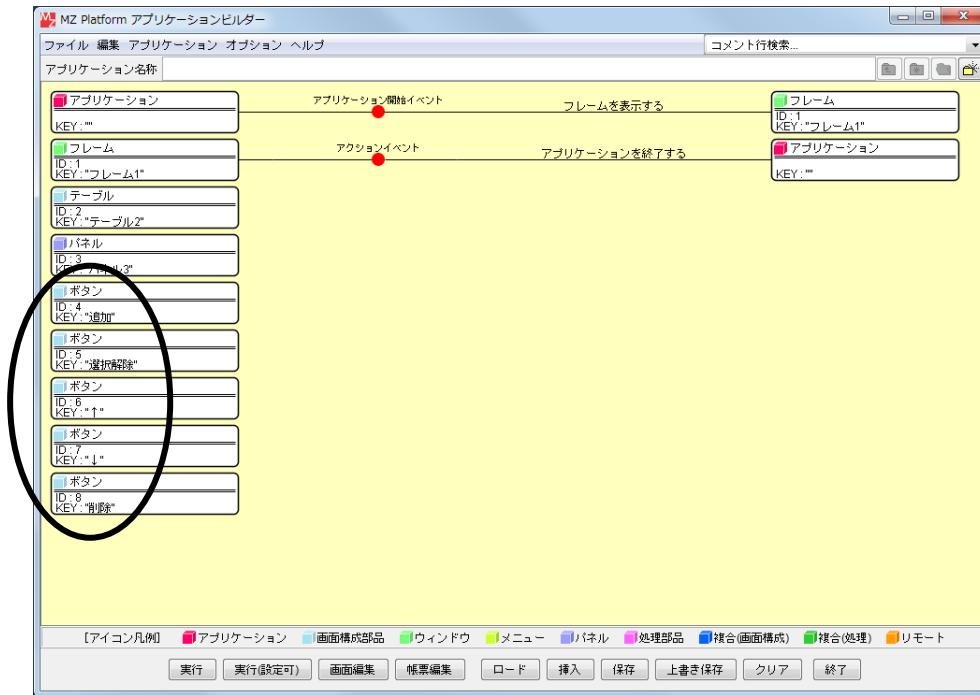 MZ Platform アプリケーションビルダー
ファイル 編集 アプリケーション オプション ヘルプ
コメント行検索...
アプリケーション名称
アプリケーション
KEY:""
アプリケーション開始イベント
フレームを表示する
フレーム
ID:1
KEY:"フレーム1"
フレーム
ID:1
KEY:"フレーム1"
アクションイベント
アプリケーションを終了する
アプリケーション
KEY:""
テーブル
ID:2
KEY:"テーブル2"
パネル
ID:3
KEY:"パネル3"
ボタン
ID:4
KEY:"追加"
ボタン
ID:5
KEY:"選択解除"
ボタン
ID:6
KEY:"↑"
ボタン
ID:7
KEY:"↓"
ボタン
ID:8
KEY:"削除"
[アイコン凡例] アプリケーション 画面構成部品 ウィンドウ メニュー パネル 処理部品 複合(画面構成) 複合(処理) リモート
実行 実行(設定可) 画面編集 帳票編集 ロード 挿入 保存 上書き保存 クリア 終了